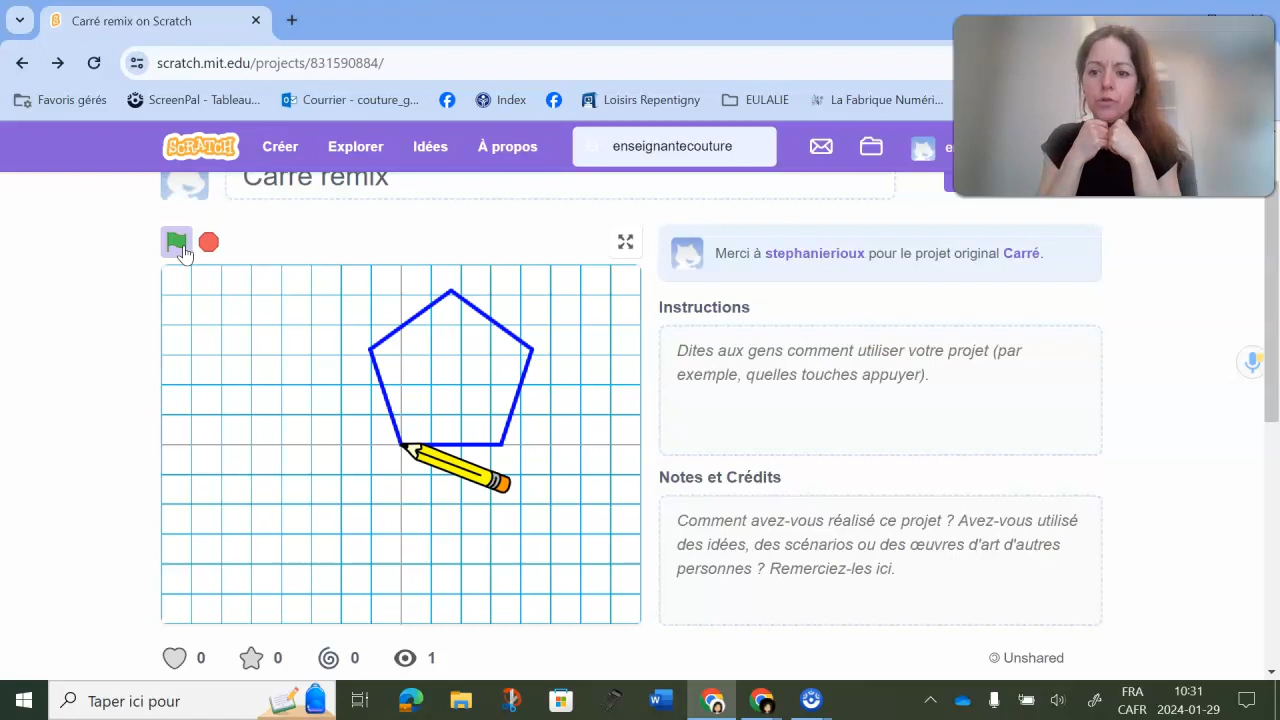 Carré remix on Scratch
scratch.mit.edu/projects/831590884/
Favoris gérés
ScreenPal - Tableau...
Courrier - couture_g...
Index
Loisirs Repentigny
EULALIE
La Fabrique Numéri...
SCRATCH
Créer
Explorer
Idées
À propos
enseignantecouture
Carré remix
Merci à stephanierioux pour le projet original Carré.
Instructions
Dites aux gens comment utiliser votre projet (par
exemple, quelles touches appuyer).
Notes et Crédits
Comment avez-vous réalisé ce projet ? Avez-vous utilisé
des idées, des scénarios ou des œuvres d'art d'autres
personnes ? Remerciez-les ici.
0
0
0
1
Unshared
Taper ici pour
FRA
CAFR
10:31
2024-01-29